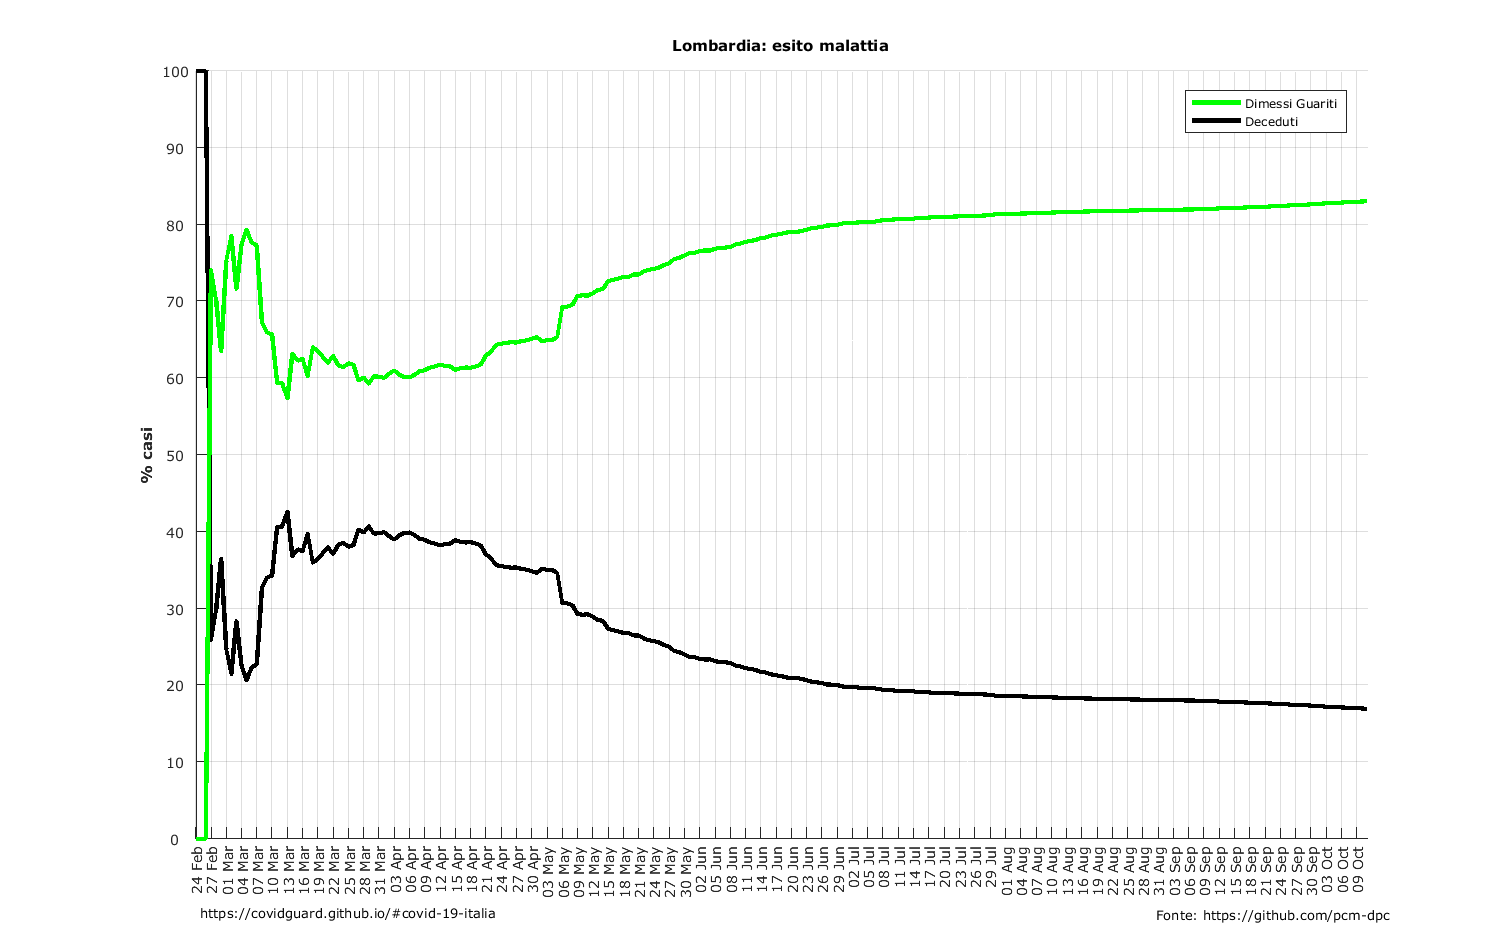 Lombardia: esito malattia
100
90
80
70
60
50
40
30
20
10
0
% casi
Dimessi Guariti
Deceduti
24 Feb
27 Feb
01 Mar
04 Mar
07 Mar
10 Mar
13 Mar
16 Mar
19 Mar
22 Mar
25 Mar
28 Mar
31 Mar
03 Apr
06 Apr
09 Apr
12 Apr
15 Apr
18 Apr
21 Apr
24 Apr
27 Apr
30 Apr
03 May
06 May
09 May
12 May
15 May
18 May
21 May
24 May
27 May
30 May
02 Jun
05 Jun
08 Jun
11 Jun
14 Jun
17 Jun
20 Jun
23 Jun
26 Jun
29 Jun
02 Jul
05 Jul
08 Jul
11 Jul
14 Jul
17 Jul
20 Jul
23 Jul
26 Jul
29 Jul
01 Aug
04 Aug
07 Aug
10 Aug
13 Aug
16 Aug
19 Aug
22 Aug
25 Aug
28 Aug
31 Aug
03 Sep
06 Sep
09 Sep
12 Sep
15 Sep
18 Sep
21 Sep
24 Sep
27 Sep
30 Sep
03 Oct
06 Oct
09 Oct
https://covidguard.github.io/#covid-19-italia
Fonte: https://github.com/pcm-dpc